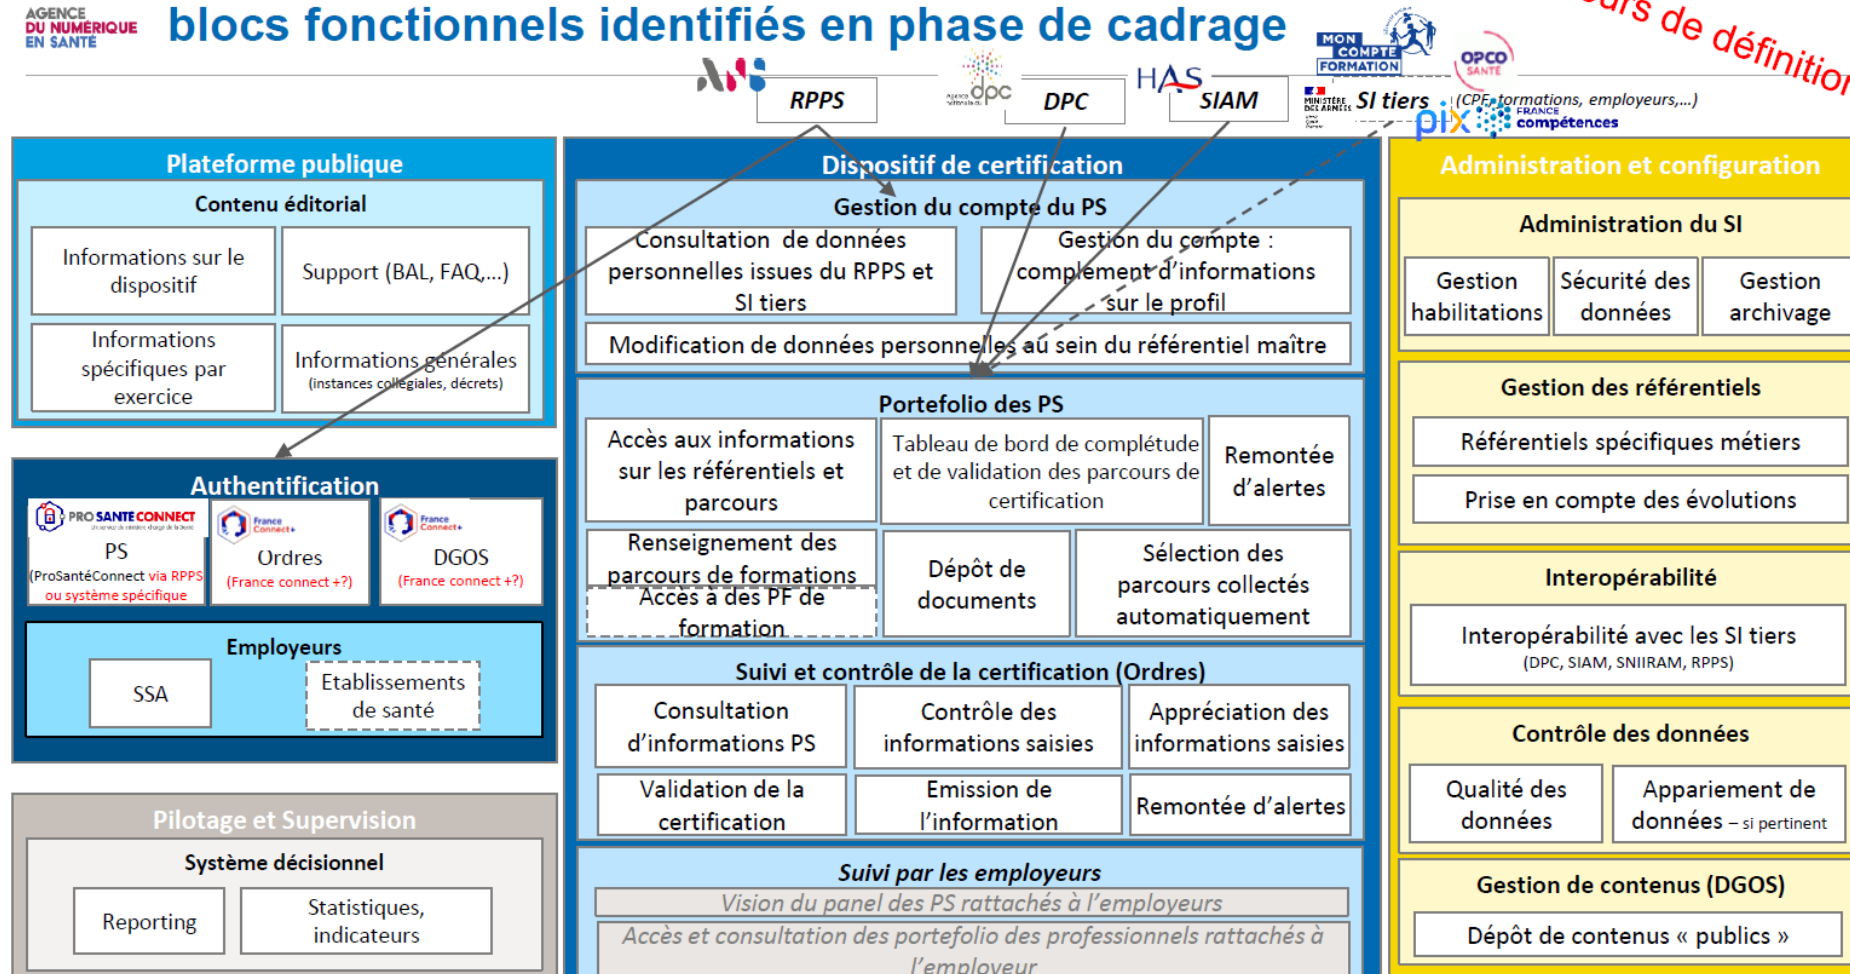 AGENCE
DU NUMÉRIQUE
EN SANTÉ
blocs fonctionnels identifiés en phase de cadrage
de définition
MON
COMPTE
FORMATION
OPCO
SANTÉ
ANS
RPPS
dpc
DPC
HAS
SIAM
MINISTÈRE
DES ARMÉES
SI tiers
(CPF, formations, employeurs,...)
pix
FRANCE
compétences
Plateforme publique
Contenu éditorial
Informations sur le
dispositif
Support (BAL, FAQ,...)
Informations
spécifiques par
exercice
Informations générales
(instances collégiales, décrets)
Authentification
PRO SANTE CONNECT
PS
(ProSantéConnect via RPPS
ou système spécifique
France
Connect+
Ordres
(France connect +?)
France
Connect+
DGOS
(France connect +?)
Employeurs
SSA
Etablissements
de santé
Pilotage et Supervision
Système décisionnel
Reporting
Statistiques,
indicateurs
Dispositif de certification
Gestion du compte du PS
Consultation de données
personnelles issues du RPPS et
SI tiers
Gestion du compte :
complément d’informations
sur le profil
Modification de données personnelles au sein du référentiel maître
Portefolio des PS
Accès aux informations
sur les référentiels et
parcours
Tableau de bord de complétude
et de validation des parcours de
certification
Remontée
d’alertes
Renseignement des
parcours de formations
Accès à des PF de
formation
Dépôt de
documents
Sélection des
parcours collectés
automatiquement
Suivi et contrôle de la certification (Ordres)
Consultation
d’informations PS
Contrôle des
informations saisies
Appréciation des
informations saisies
Validation de la
certification
Emission de
l’information
Remontée d’alertes
Suivi par les employeurs
Vision du panel des PS rattachés à l’employeurs
Accès et consultation des portefolio des professionnels rattachés à
l’employeur
Administration et configuration
Administration du SI
Gestion
habilitations
Sécurité des
données
Gestion
archivage
Gestion des référentiels
Référentiels spécifiques métiers
Prise en compte des évolutions
Interopérabilité
Interopérabilité avec les SI tiers
(DPC, SIAM, SNIIRAM, RPPS)
Contrôle des données
Qualité des
données
Appariement de
données – si pertinent
Gestion de contenus (DGOS)
Dépôt de contenus « publics »